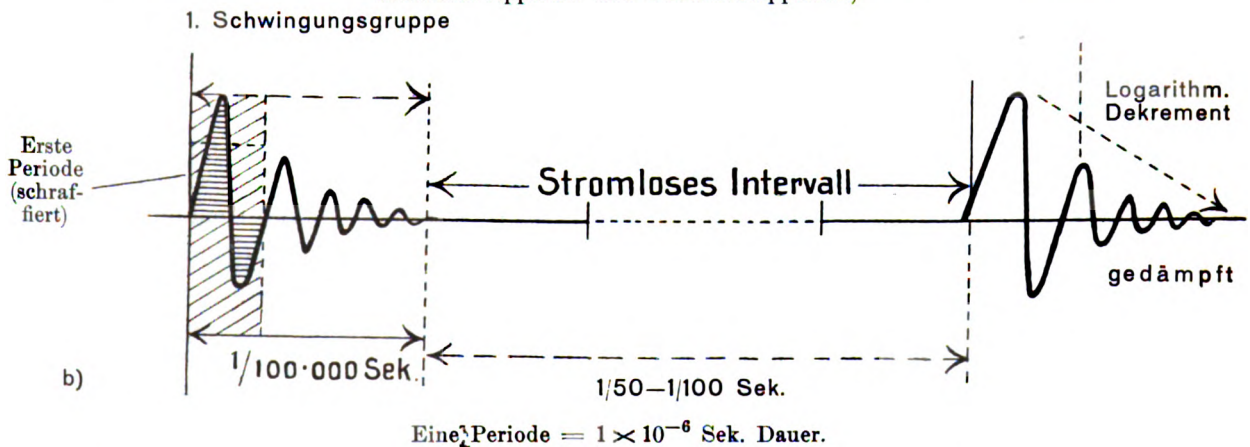 1. Schwingungsgruppe
Logarithm.
Dekrement
Erste
Periode
(schraf-
fiert)
Stromloses Intervall
gedämpft
1/100·000 Sek.
b)
1/50—1/100 Sek.
Eine Periode = 1 × 10⁻⁶ Sek. Dauer.